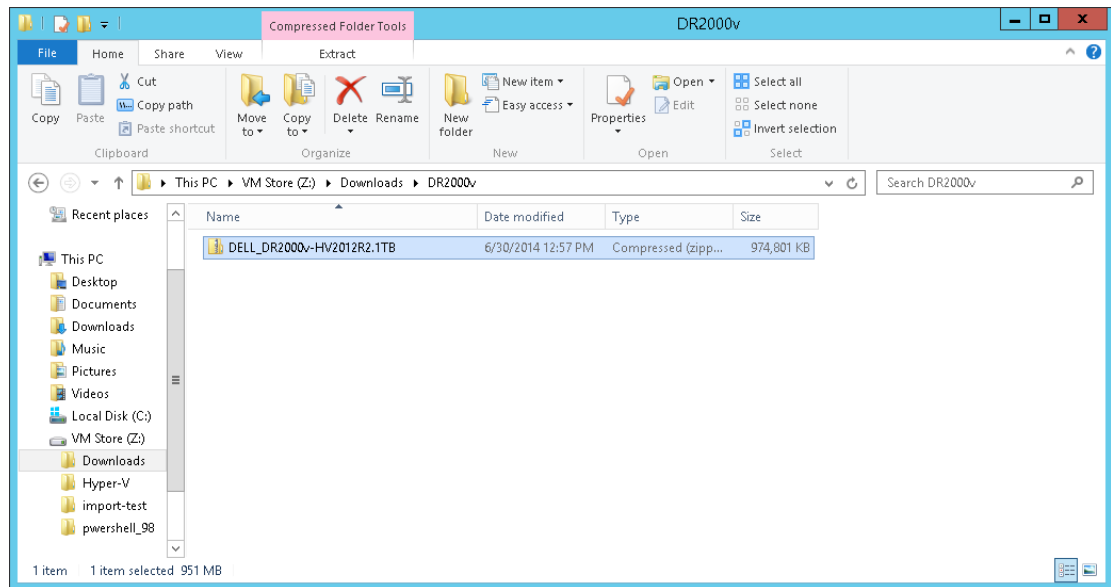 Compressed Folder Tools
DR2000v
File Home Share View Extract
Copy
Paste
Cut
Copy path
Paste shortcut
Clipboard
Move to
Copy to
Delete
Rename
Organize
New folder
New item
Easy access
New
Properties
Open
Edit
Open
Select all
Select none
Invert selection
Select
This PC VM Store (Z:) Downloads DR2000v
Search DR2000v
Recent places
This PC
Desktop
Documents
Downloads
Music
Pictures
Videos
Local Disk (C:)
VM Store (Z:)
Downloads
Hyper-V
import-test
pwershell_98
Name Date modified Type Size
DELL_DR2000v-HV2012R2.1TB 6/30/2014 12:57 PM Compressed (zipp... 974,801 KB
1 item 1 item selected 951 MB